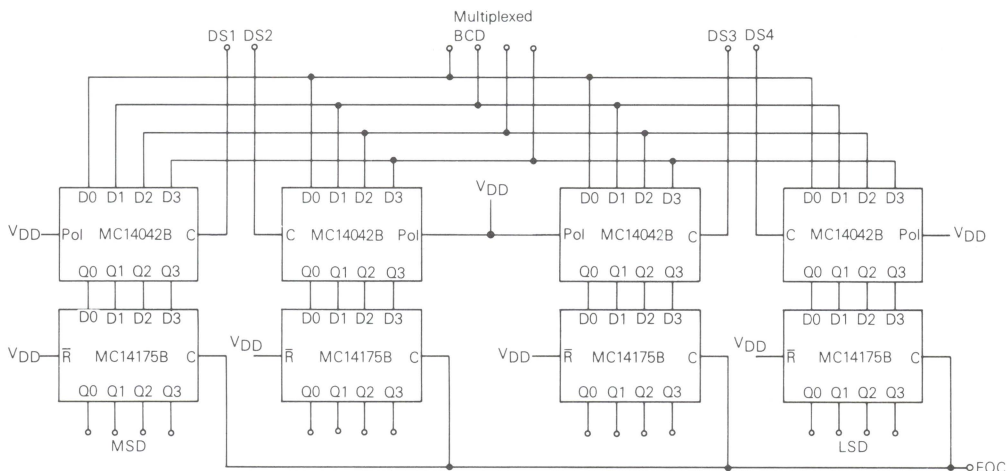 Multiplexed
DS1 DS2 BCD DS3 DS4
D0 D1 D2 D3 D0 D1 D2 D3 VDD D0 D1 D2 D3 D0 D1 D2 D3
VDD Pol MC14042B C C MC14042B Pol Pol MC14042B C C MC14042B Pol VDD
Q0 Q1 Q2 Q3 Q0 Q1 Q2 Q3 Q0 Q1 Q2 Q3 Q0 Q1 Q2 Q3
D0 D1 D2 D3 D0 D1 D2 D3 D0 D1 D2 D3 D0 D1 D2 D3
VDD R̅ MC14175B C VDD R̅ MC14175B C VDD R̅ MC14175B C VDD R̅ MC14175B C
Q0 Q1 Q2 Q3 Q0 Q1 Q2 Q3 Q0 Q1 Q2 Q3 Q0 Q1 Q2 Q3
MSD LSD
EOC